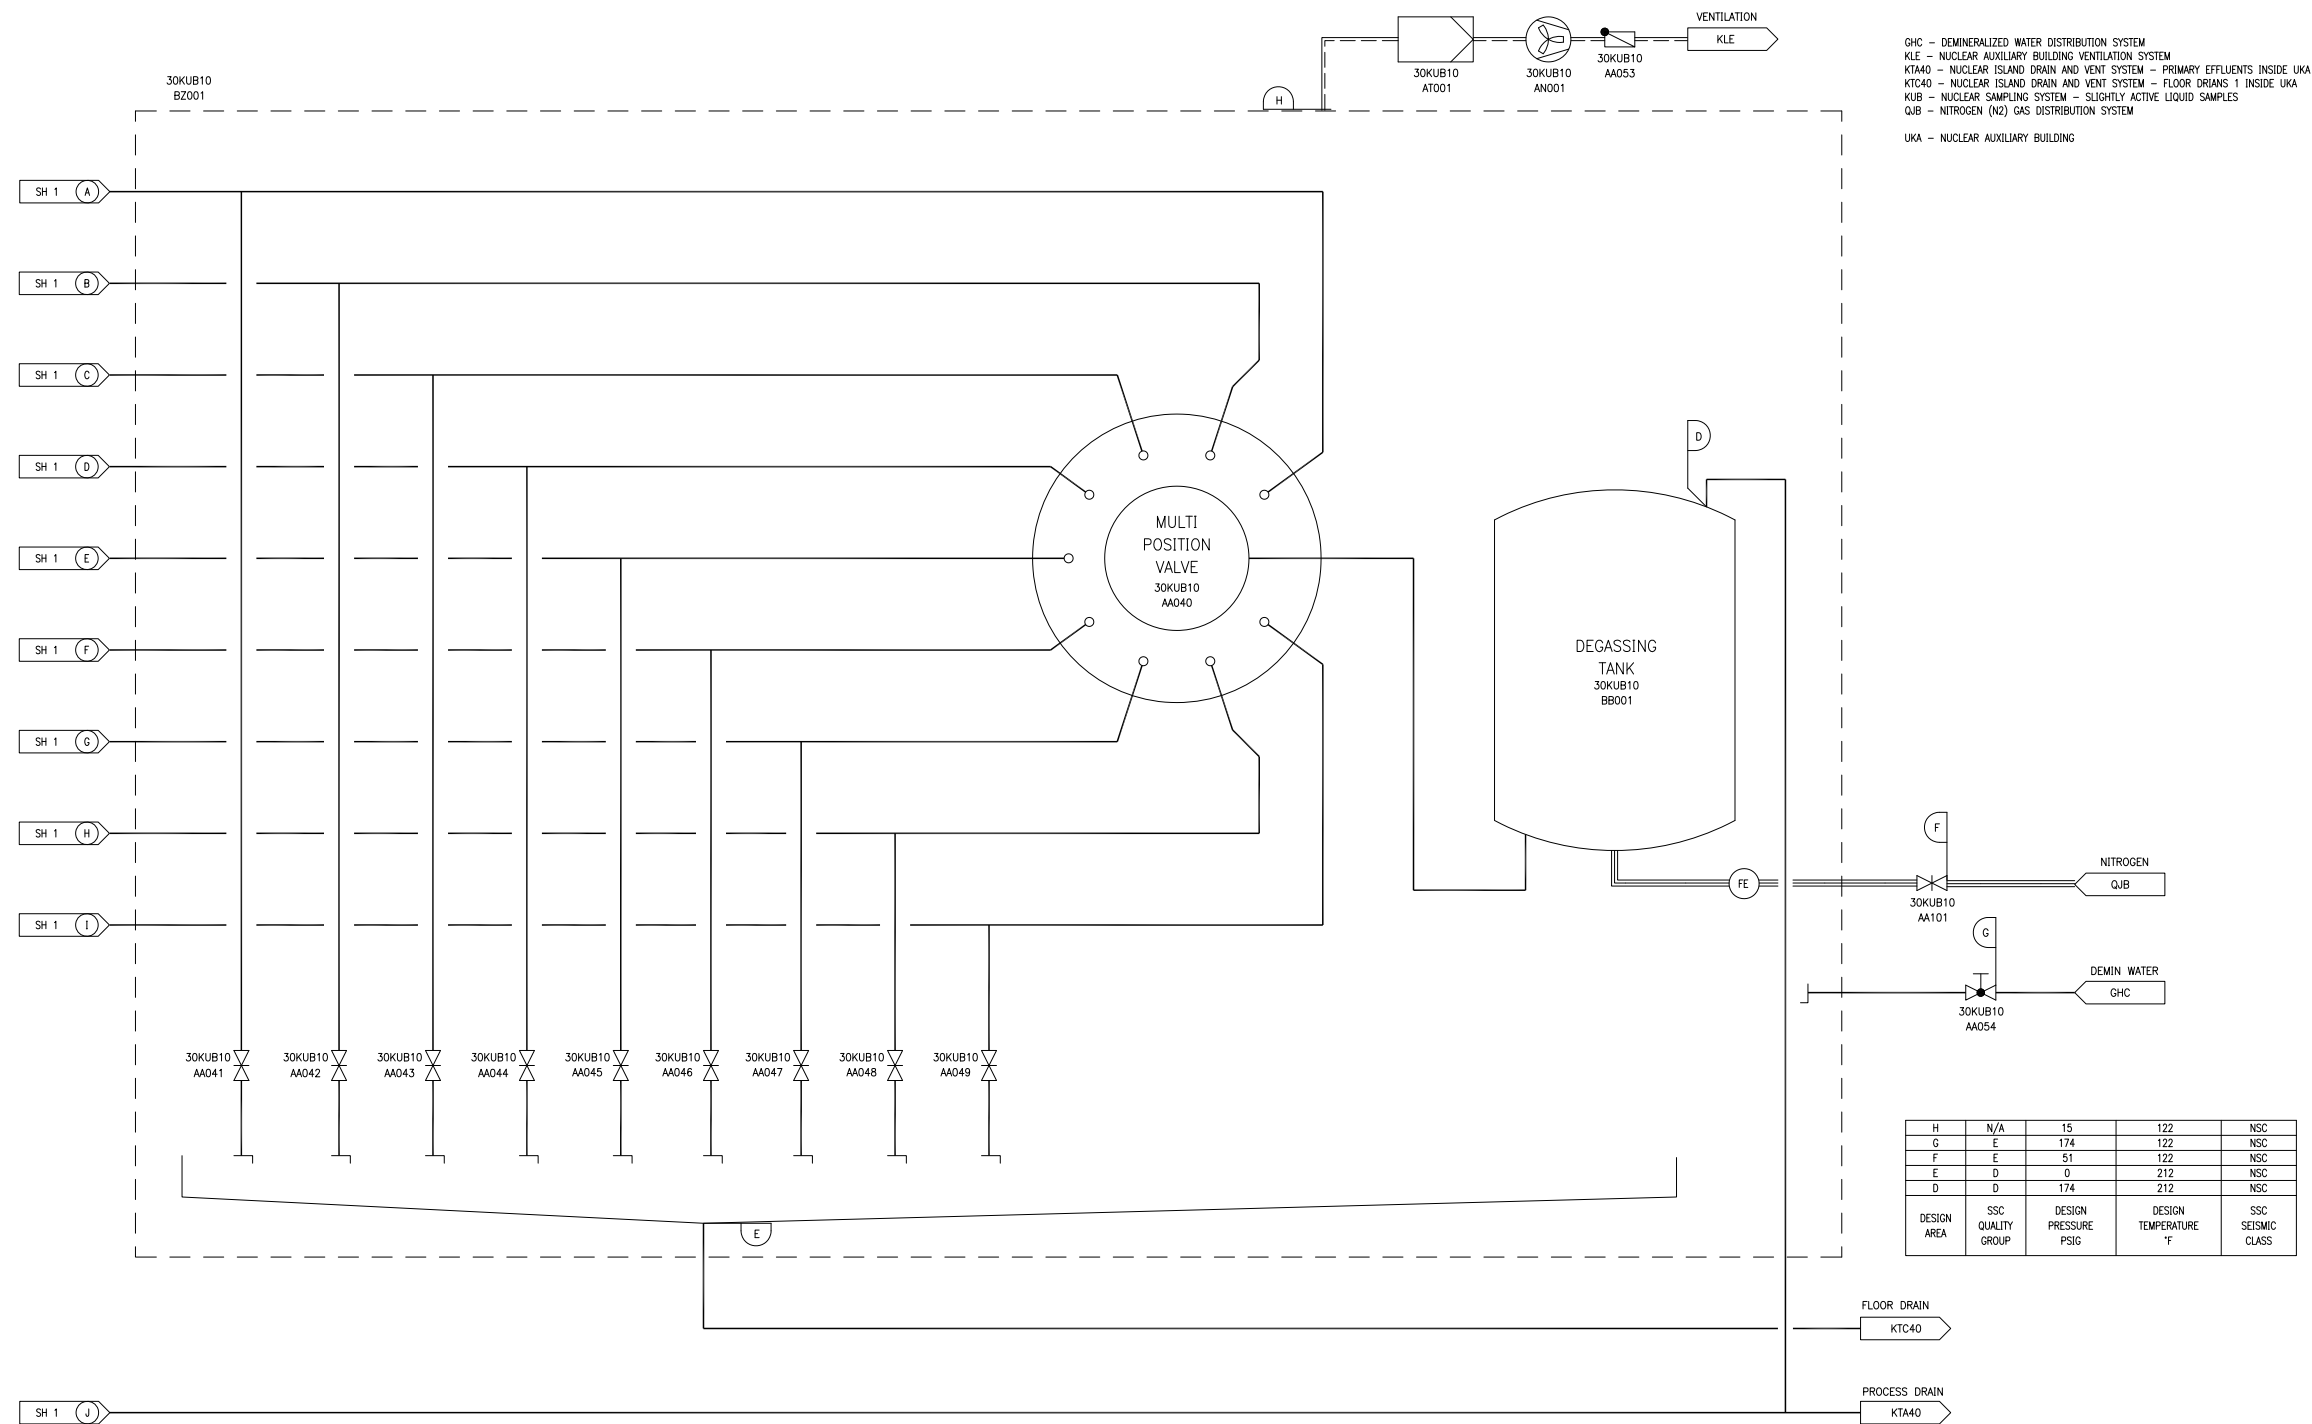 VENTILATION
KLE
30KUB10
AT001
30KUB10
AN001
30KUB10
AA053
H
GHC – DEMINERALIZED WATER DISTRIBUTION SYSTEM
KLE – NUCLEAR AUXILIARY BUILDING VENTILATION SYSTEM
KTA40 – NUCLEAR ISLAND DRAIN AND VENT SYSTEM – PRIMARY EFFLUENTS INSIDE UKA
KTC40 – NUCLEAR ISLAND DRAIN AND VENT SYSTEM – FLOOR DRIANS 1 INSIDE UKA
KUB – NUCLEAR SAMPLING SYSTEM – SLIGHTLY ACTIVE LIQUID SAMPLES
QJB – NITROGEN (N2) GAS DISTRIBUTION SYSTEM
UKA – NUCLEAR AUXILIARY BUILDING
30KUB10
BZ001
SH 1 A
SH 1 B
SH 1 C
SH 1 D
SH 1 E
SH 1 F
SH 1 G
SH 1 H
SH 1 I
MULTI
POSITION
VALVE
30KUB10
AA040
D
DEGASSING
TANK
30KUB10
BB001
FE
F
30KUB10
AA101
NITROGEN
QJB
G
30KUB10
AA054
DEMIN WATER
GHC
30KUB10
AA041
30KUB10
AA042
30KUB10
AA043
30KUB10
AA044
30KUB10
AA045
30KUB10
AA046
30KUB10
AA047
30KUB10
AA048
30KUB10
AA049
E
H N/A 15 122 NSC
G E 174 122 NSC
F E 51 122 NSC
E D 0 212 NSC
D D 174 212 NSC
DESIGN
AREA
SSC
QUALITY
GROUP
DESIGN
PRESSURE
PSIG
DESIGN
TEMPERATURE
°F
SSC
SEISMIC
CLASS
FLOOR DRAIN
KTC40
PROCESS DRAIN
KTA40
SH 1 J